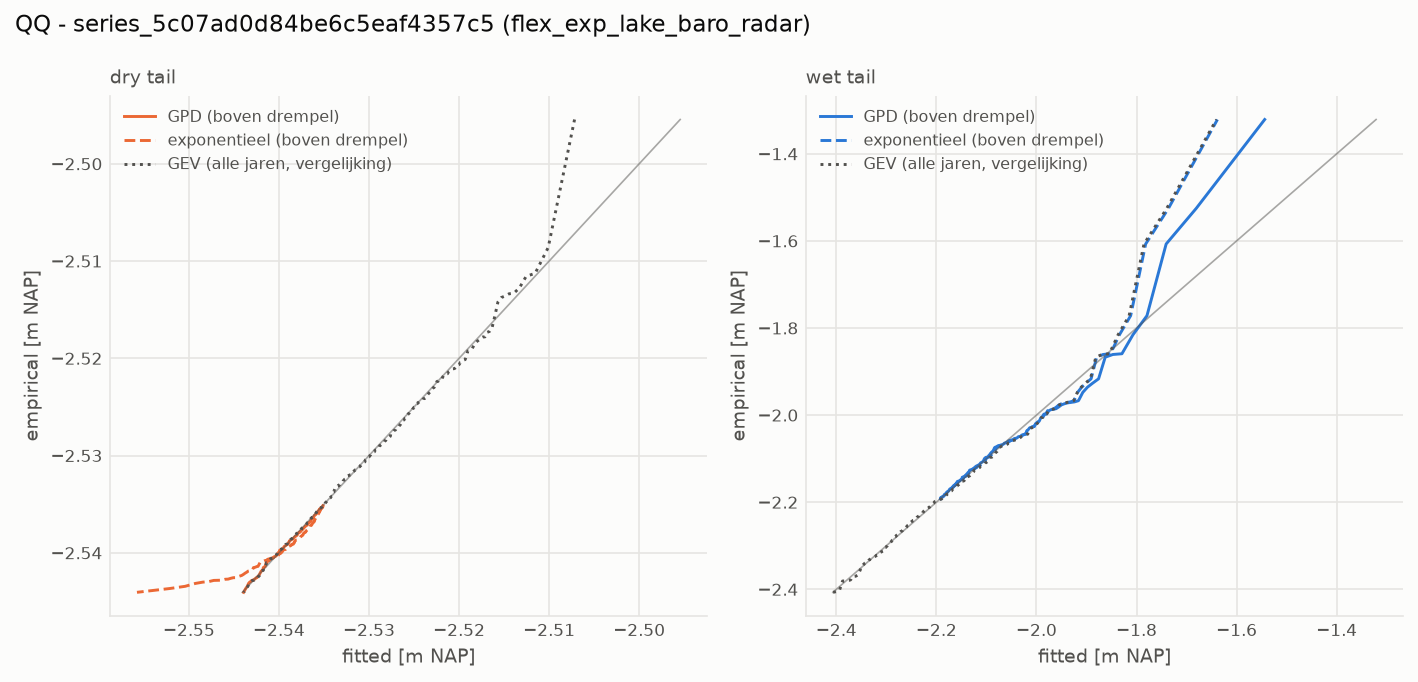 QQ - series_5c07ad0d84be6c5eaf4357c5 (flex_exp_lake_baro_radar)
dry tail
GPD (boven drempel)
exponentieel (boven drempel)
GEV (alle jaren, vergelijking)
−2.50
−2.51
−2.52
−2.53
−2.54
empirical [m NAP]
−2.55
−2.54
−2.53
−2.52
−2.51
−2.50
fitted [m NAP]
wet tail
GPD (boven drempel)
exponentieel (boven drempel)
GEV (alle jaren, vergelijking)
−1.4
−1.6
−1.8
−2.0
−2.2
−2.4
empirical [m NAP]
−2.4
−2.2
−2.0
−1.8
−1.6
−1.4
fitted [m NAP]